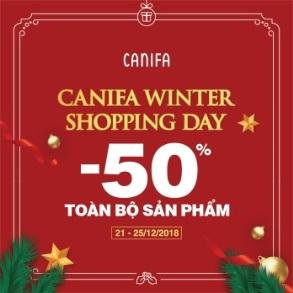 CANIFA
CANIFA WINTER
SHOPPING DAY
-50%
TOÀN BỘ SẢN PHẨM
21 - 25/12/2018